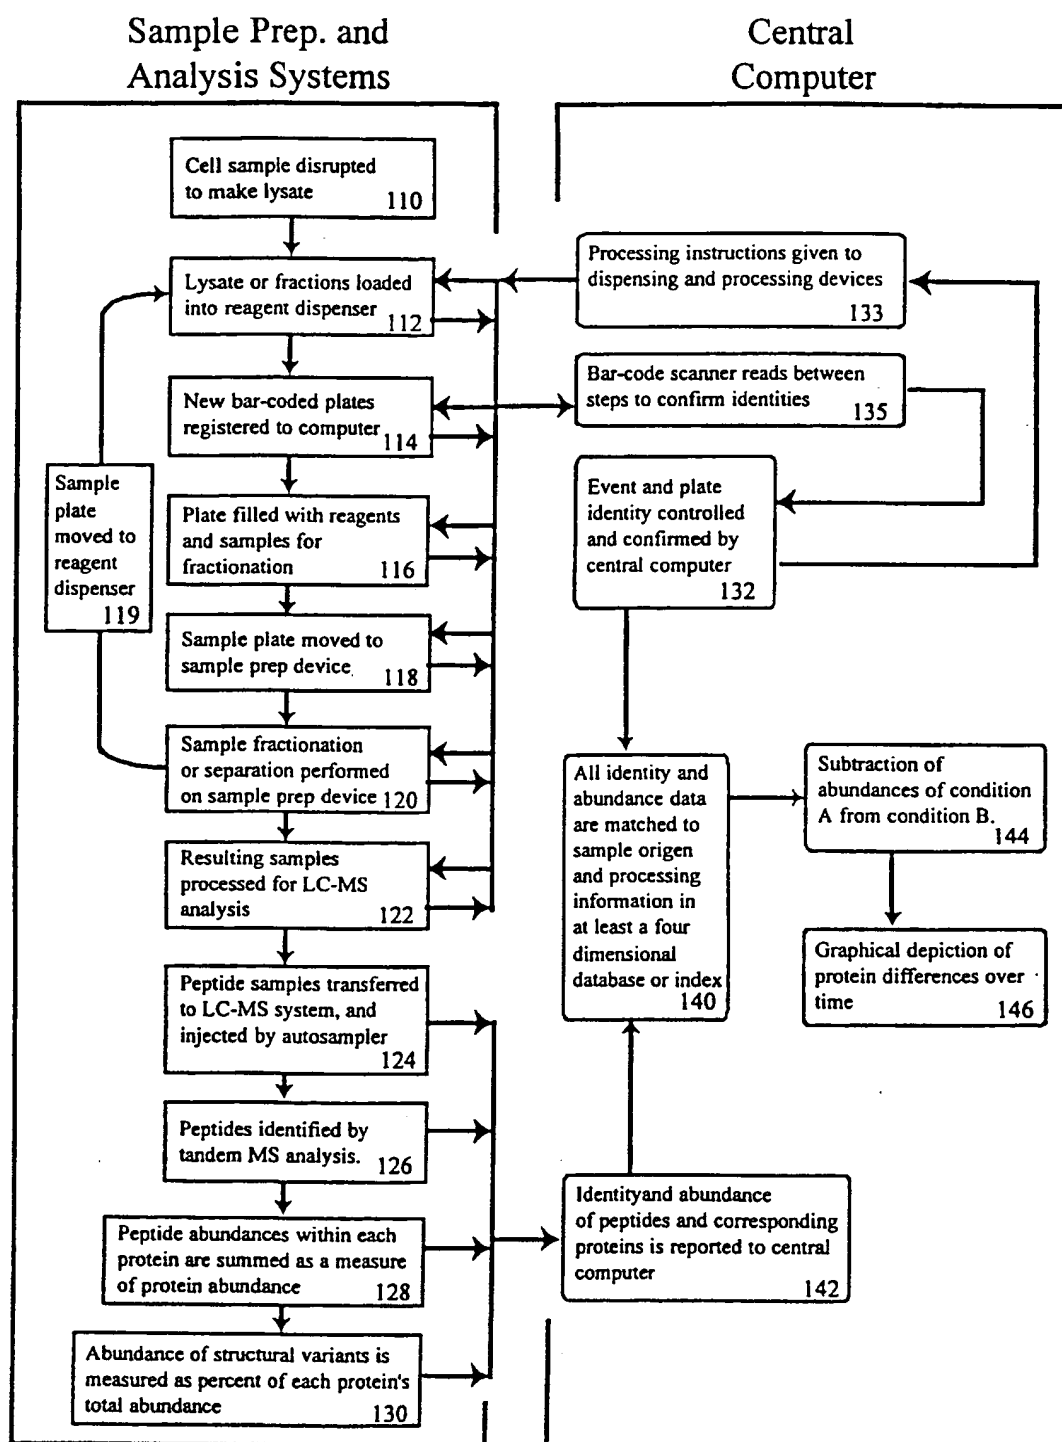 Sample Prep. and
Analysis Systems
Central
Computer
Cell sample disrupted
to make lysate
110
Lysate or fractions loaded
into reagent dispenser
112
New bar-coded plates
registered to computer
114
Plate filled with reagents
and samples for
fractionation
116
Sample plate moved to
sample prep device
118
Sample
plate
moved to
reagent
dispenser
119
Sample fractionation
or separation performed
on sample prep device
120
Resulting samples
processed for LC-MS
analysis
122
Peptide samples transferred
to LC-MS system, and
injected by autosampler
124
Peptides identified by
tandem MS analysis.
126
Peptide abundances within each
protein are summed as a measure
of protein abundance
128
Abundance of structural variants is
measured as percent of each protein's
total abundance
130
Processing instructions given to
dispensing and processing devices
133
Bar-code scanner reads between
steps to confirm identities
135
Event and plate
identity controlled
and confirmed by
central computer
132
All identity and
abundance data
are matched to
sample origen
and processing
information in
at least a four
dimensional
database or index
140
Subtraction of
abundances of condition
A from condition B.
144
Graphical depiction of
protein differences over
time
146
Identityand abundance
of peptides and corresponding
proteins is reported to central
computer
142